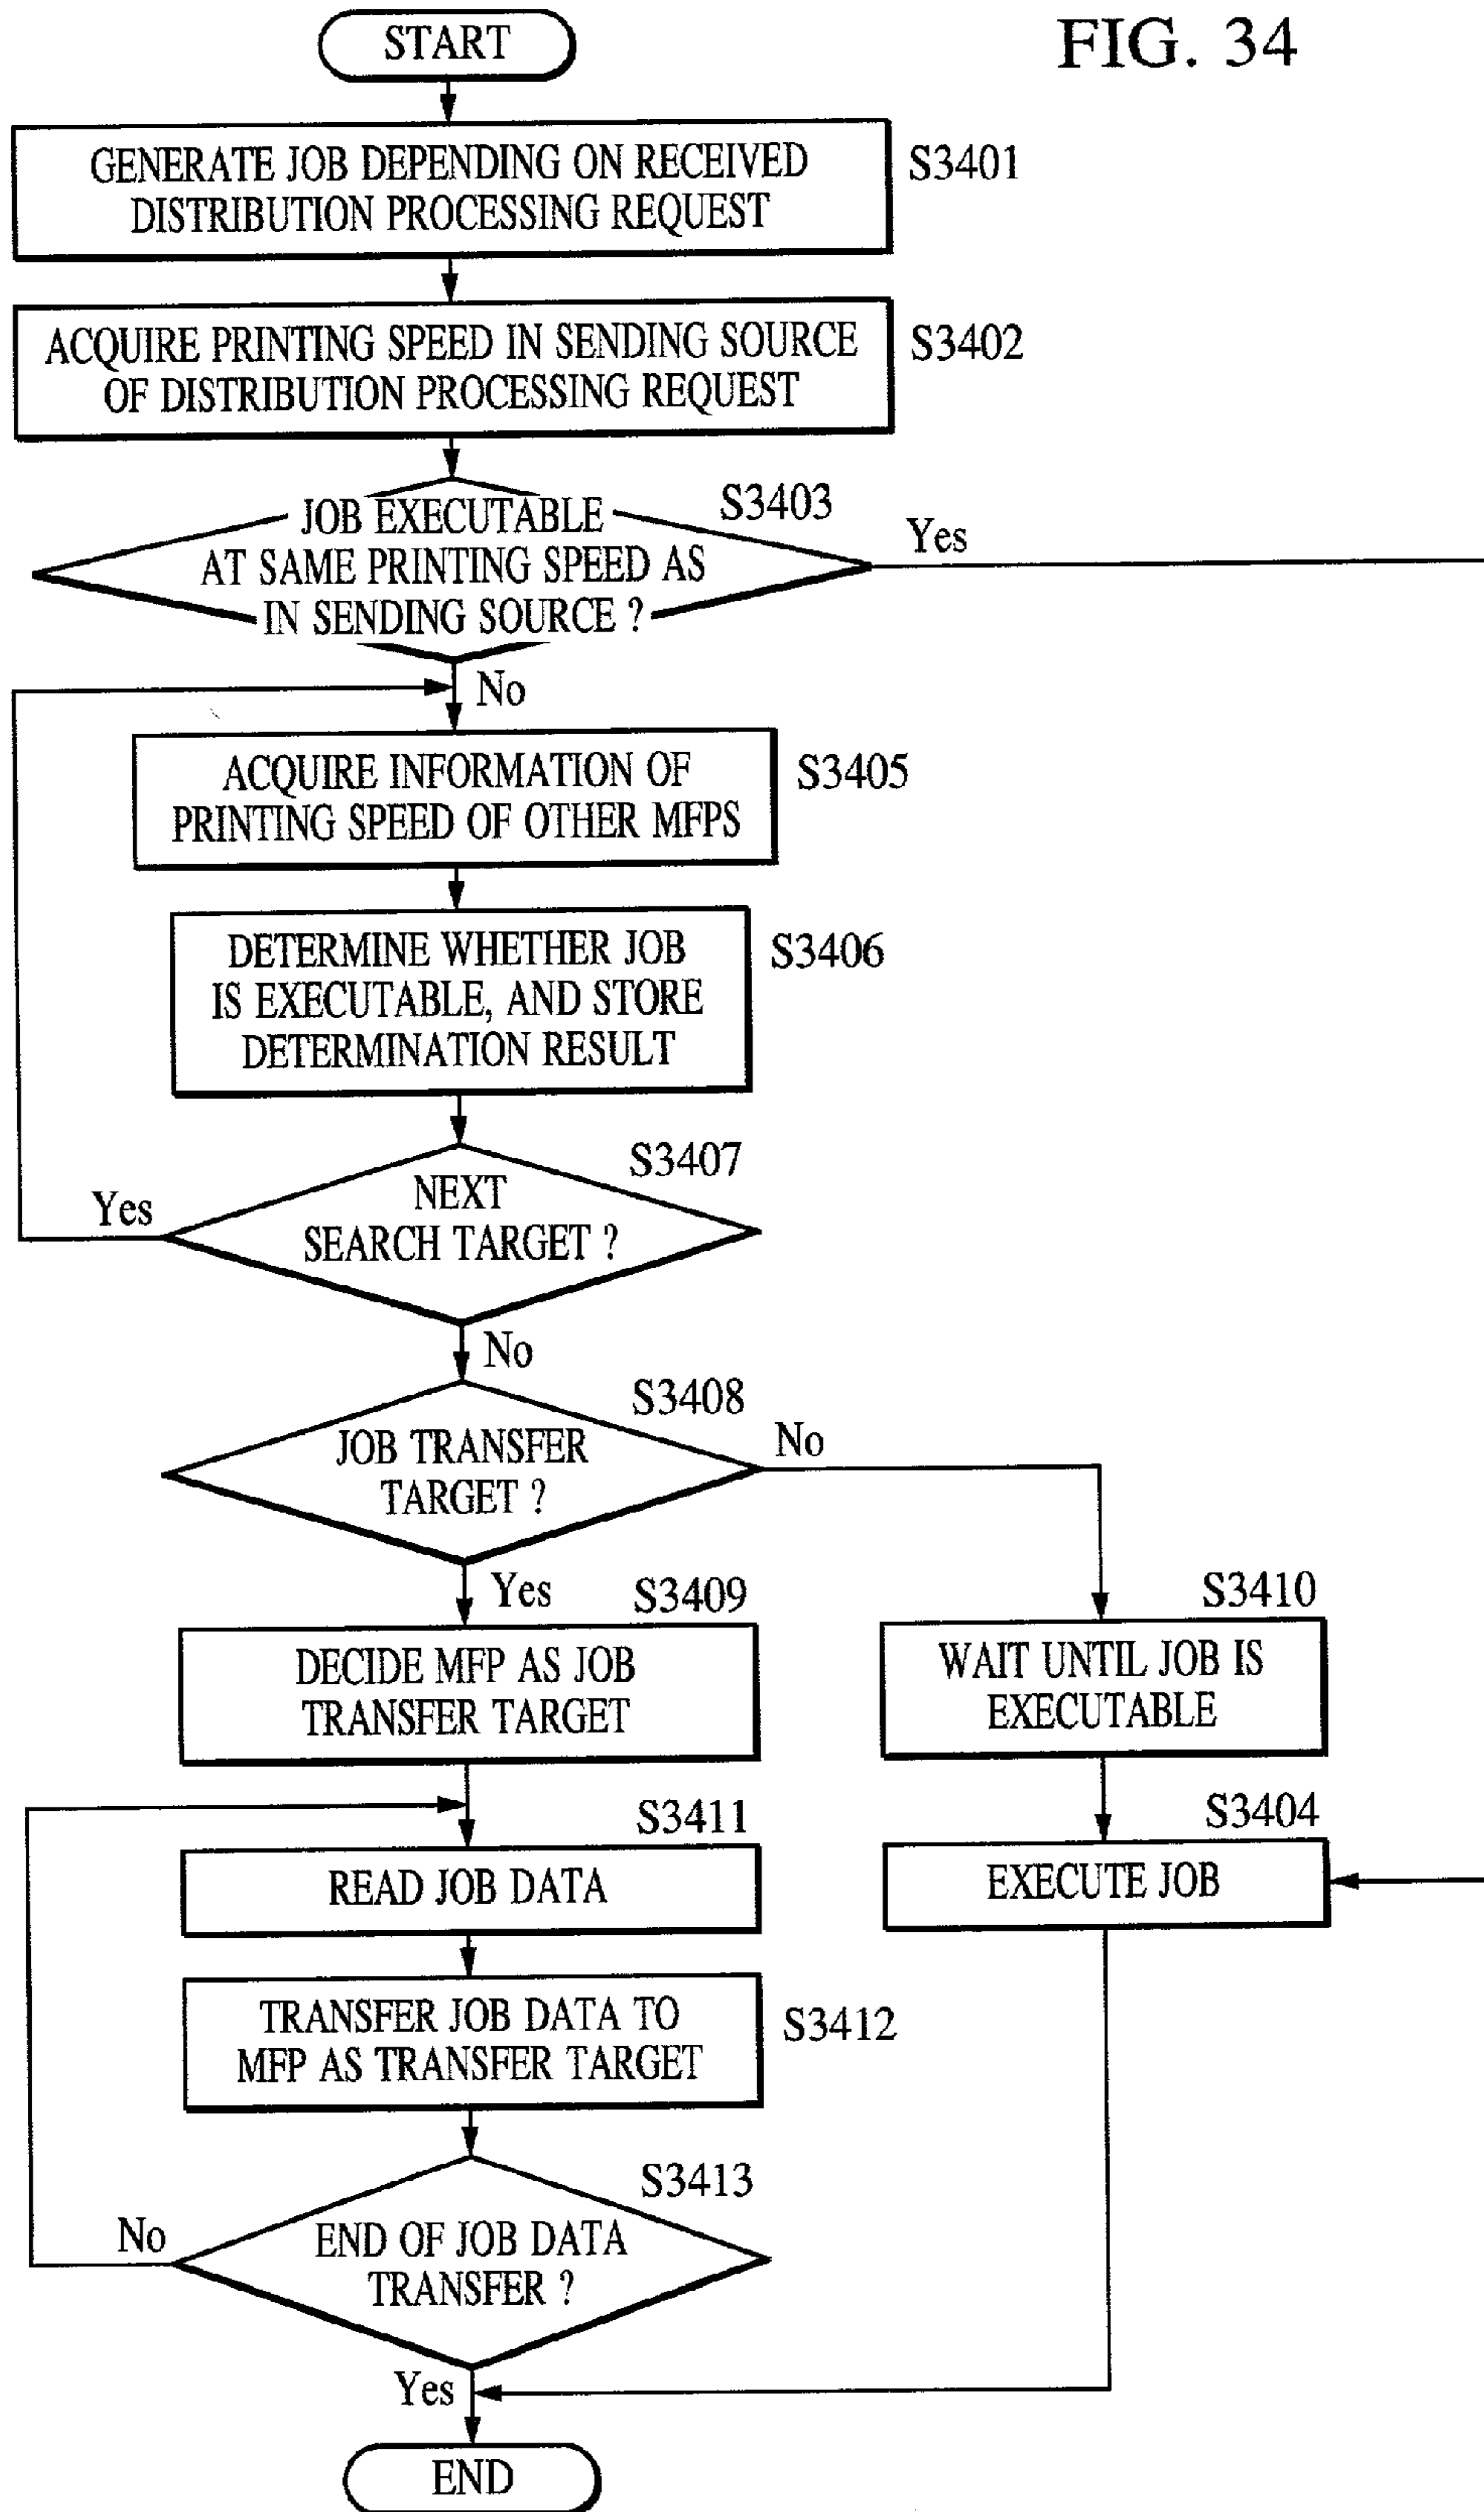 START
FIG. 34
GENERATE JOB DEPENDING ON RECEIVED
DISTRIBUTION PROCESSING REQUEST
S3401
ACQUIRE PRINTING SPEED IN SENDING SOURCE
OF DISTRIBUTION PROCESSING REQUEST
S3402
S3403
JOB EXECUTABLE
AT SAME PRINTING SPEED AS
IN SENDING SOURCE ?
Yes
No
ACQUIRE INFORMATION OF
PRINTING SPEED OF OTHER MFPS
S3405
DETERMINE WHETHER JOB
IS EXECUTABLE, AND STORE
DETERMINATION RESULT
S3406
S3407
NEXT
SEARCH TARGET ?
Yes
No
S3408
JOB TRANSFER
TARGET ?
No
Yes
S3409
DECIDE MFP AS JOB
TRANSFER TARGET
S3410
WAIT UNTIL JOB IS
EXECUTABLE
S3411
READ JOB DATA
S3404
EXECUTE JOB
TRANSFER JOB DATA TO
MFP AS TRANSFER TARGET
S3412
S3413
END OF JOB DATA
TRANSFER ?
No
Yes
END